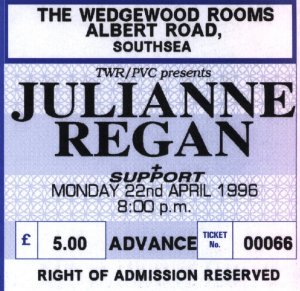 THE WEDGEWOOD ROOMS
ALBERT ROAD,
SOUTHSEA
TWR/PVC presents
JULIANNE
REGAN
+
SUPPORT
MONDAY 22nd APRIL 1996
8:00 p.m.
£ 5.00 ADVANCE TICKET No. 00066
RIGHT OF ADMISSION RESERVED